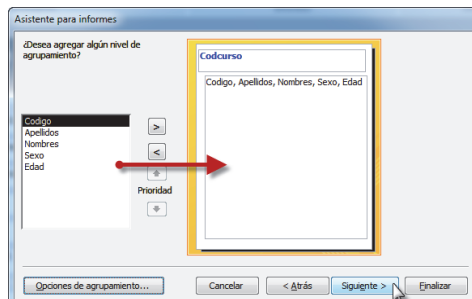 Asistente para informes
¿Desea agregar algún nivel de
agrupamiento?
Codcurso
Codigo, Apellidos, Nombres, Sexo, Edad
Codigo
Apellidos
Nombres
Sexo
Edad
>
<
Prioridad
Opciones de agrupamiento...
Cancelar
< Atrás
Siguiente >
Finalizar